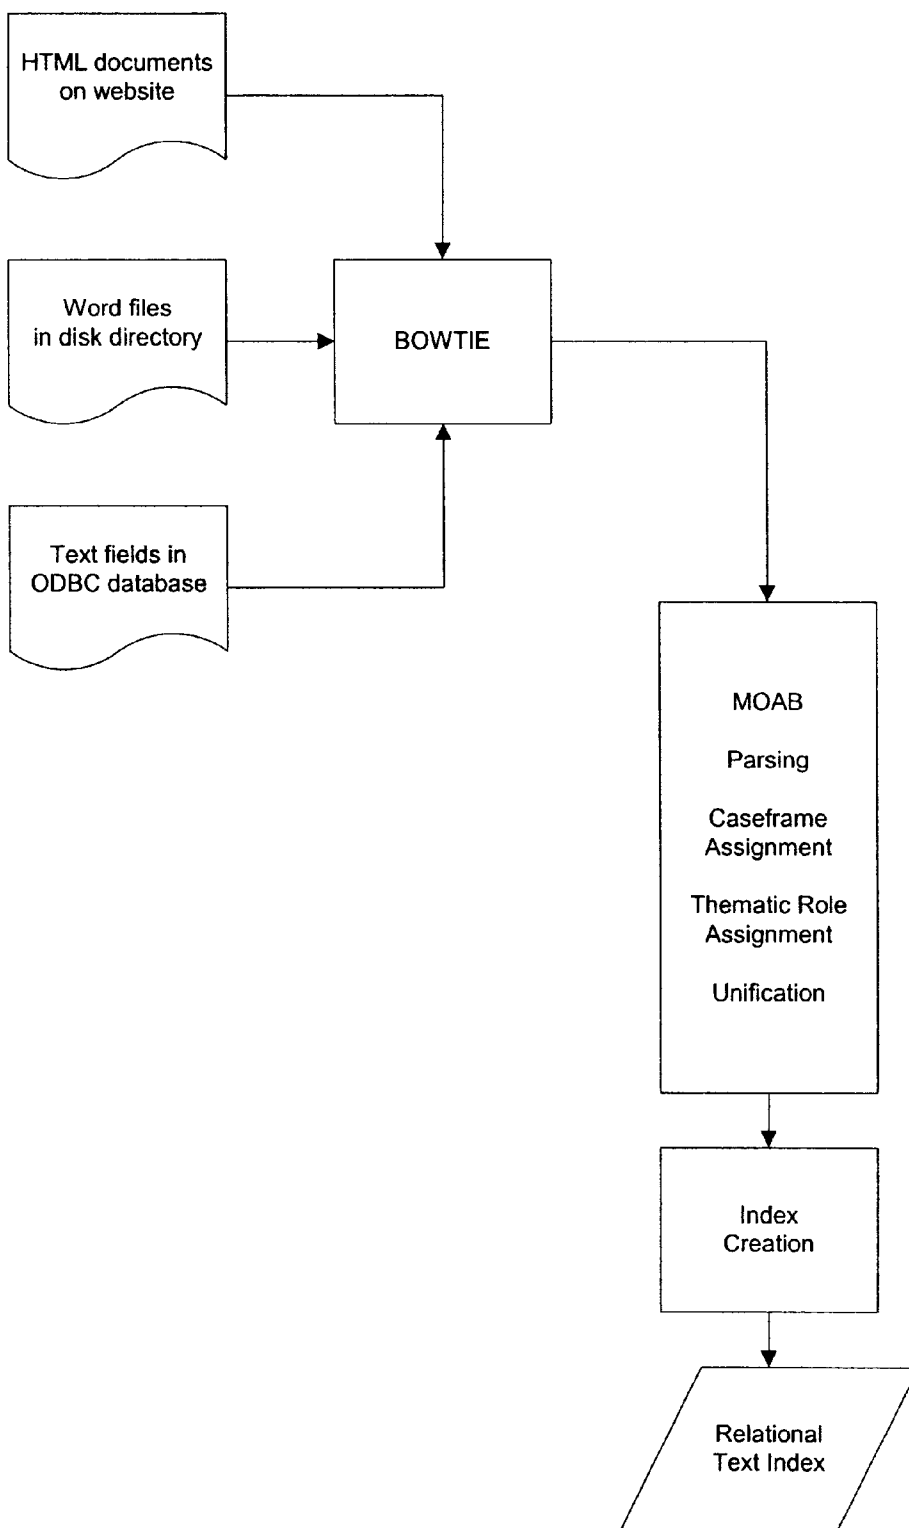 HTML documents
on website
Word files
in disk directory
BOWTIE
Text fields in
ODBC database
MOAB
Parsing
Caseframe
Assignment
Thematic Role
Assignment
Unification
Index
Creation
Relational
Text Index